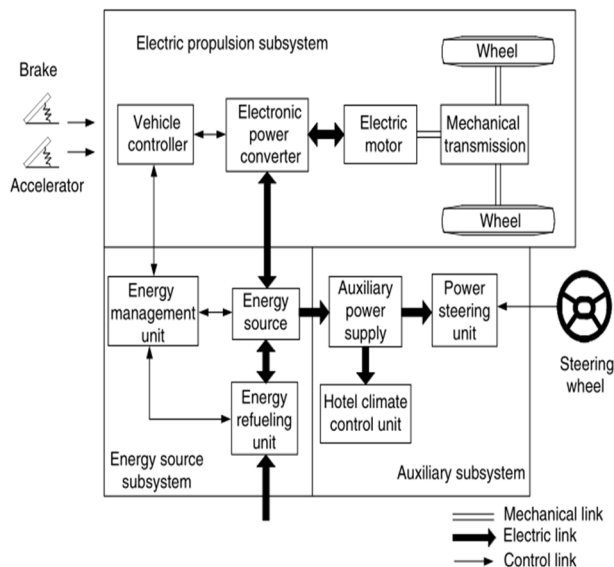 Electric propulsion subsystem
Wheel
Brake
Accelerator
Vehicle
controller
Electronic
power
converter
Electric
motor
Mechanical
transmission
Wheel
Energy
management
unit
Energy
source
Auxiliary
power
supply
Power
steering
unit
Steering
wheel
Energy
refueling
unit
Hotel climate
control unit
Energy source
subsystem
Auxiliary subsystem
Mechanical link
Electric link
Control link